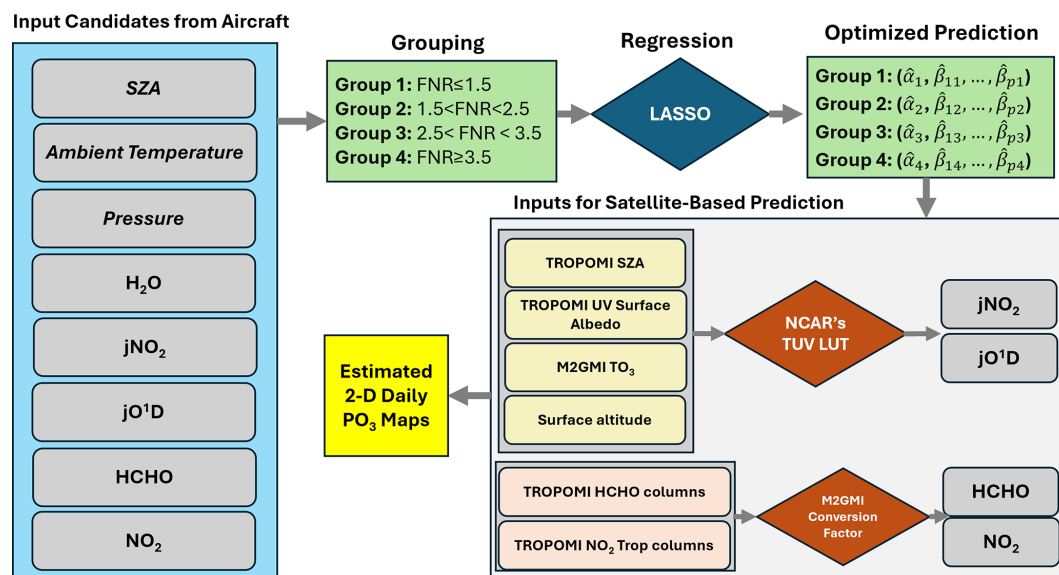 Input Candidates from Aircraft
SZA
Ambient Temperature
Pressure
H₂O
jNO₂
jO¹D
HCHO
NO₂
Grouping
Group 1: FNR≤1.5
Group 2: 1.5<FNR<2.5
Group 3: 2.5< FNR < 3.5
Group 4: FNR≥3.5
Regression
LASSO
Optimized Prediction
Group 1: (α̂₁, β̂₁₁, ..., β̂ₚ₁)
Group 2: (α̂₂, β̂₁₂, ..., β̂ₚ₂)
Group 3: (α̂₃, β̂₁₃, ..., β̂ₚ₃)
Group 4: (α̂₄, β̂₁₄, ..., β̂ₚ₄)
Inputs for Satellite-Based Prediction
TROPOMI SZA
TROPOMI UV Surface
Albedo
M2GMI TO₃
Surface altitude
NCAR's
TUV LUT
jNO₂
jO¹D
TROPOMI HCHO columns
TROPOMI NO₂ Trop columns
M2GMI
Conversion
Factor
HCHO
NO₂
Estimated
2-D Daily
PO₃ Maps